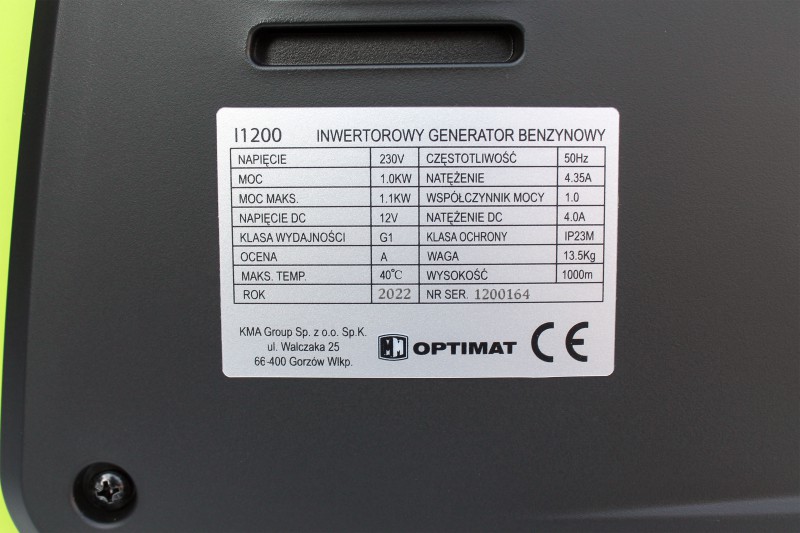 I1200 INWERTOROWY GENERATOR BENZYNOWY
NAPIĘCIE 230V CZĘSTOTLIWOŚĆ 50Hz
MOC 1.0KW NATĘŻENIE 4.35A
MOC MAKS. 1.1KW WSPÓŁCZYNNIK MOCY 1.0
NAPIĘCIE DC 12V NATĘŻENIE DC 4.0A
KLASA WYDAJNOŚCI G1 KLASA OCHRONY IP23M
OCENA A WAGA 13.5Kg
MAKS. TEMP. 40℃ WYSOKOŚĆ 1000m
ROK 2022 NR SER. 1200164
KMA Group Sp. z o.o. Sp.K.
ul. Walczaka 25
66-400 Gorzów Wlkp.
OPTIMAT CE